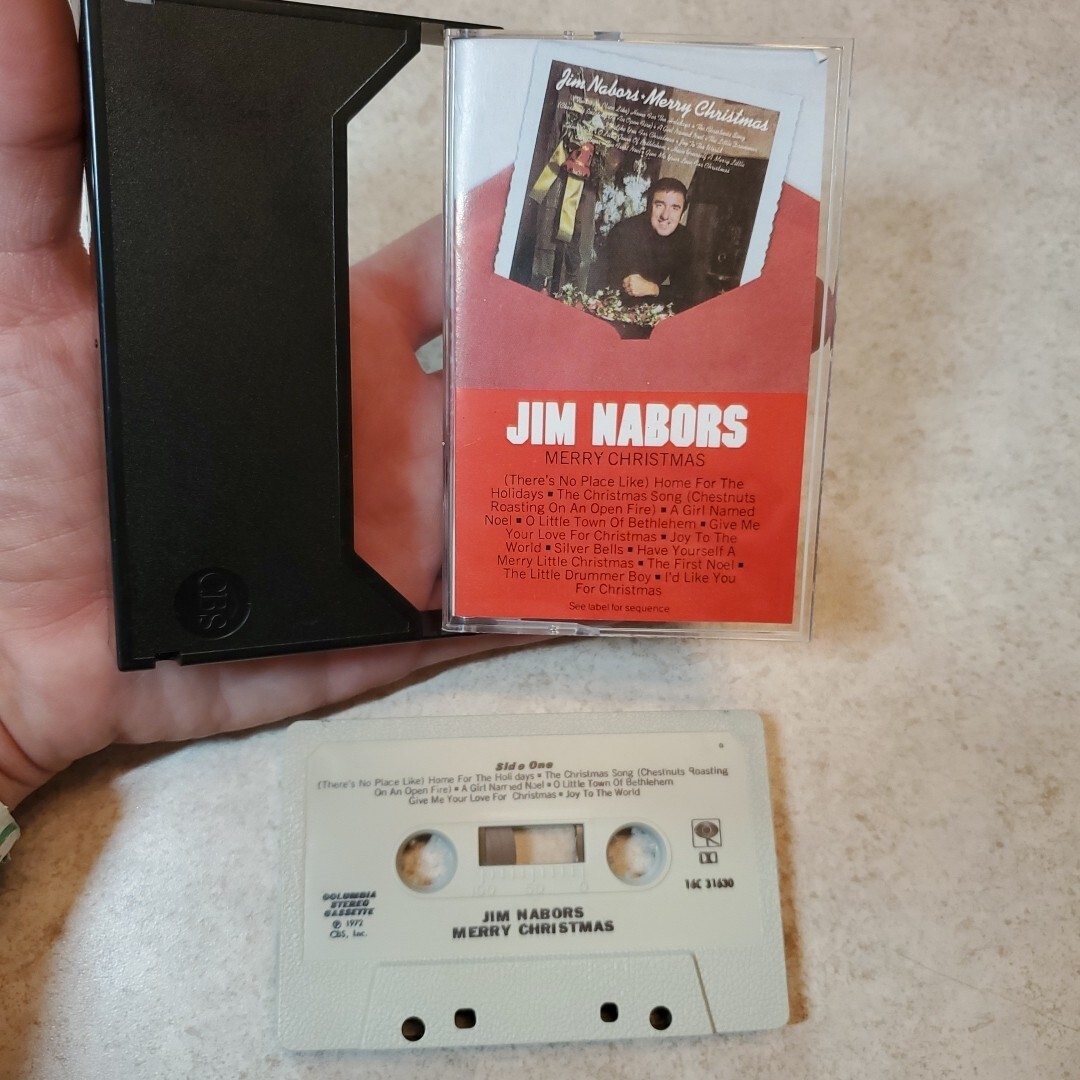 Jim Nabors • Merry Christmas
JIM NABORS
MERRY CHRISTMAS
(There's No Place Like) Home For The
Holidays ▪ The Christmas Song (Chestnuts
Roasting On An Open Fire) ▪ A Girl Named
Noel ▪ O Little Town Of Bethlehem ▪ Give Me
Your Love For Christmas ▪ Joy To The
World ▪ Silver Bells ▪ Have Yourself A
Merry Little Christmas ▪ The First Noel ▪
The Little Drummer Boy ▪ I'd Like You
For Christmas
See label for sequence
CBS
Side One
(There's No Place Like) Home For The Holidays ▪ The Christmas Song (Chestnuts Roasting
On An Open Fire) ▪ A Girl Named Noel ▪ O Little Town Of Bethlehem
Give Me Your Love For Christmas ▪ Joy To The World
100 50 0
16C 31630
COLUMBIA
STEREO
CASSETTE
℗ 1972
CBS, Inc.
JIM NABORS
MERRY CHRISTMAS